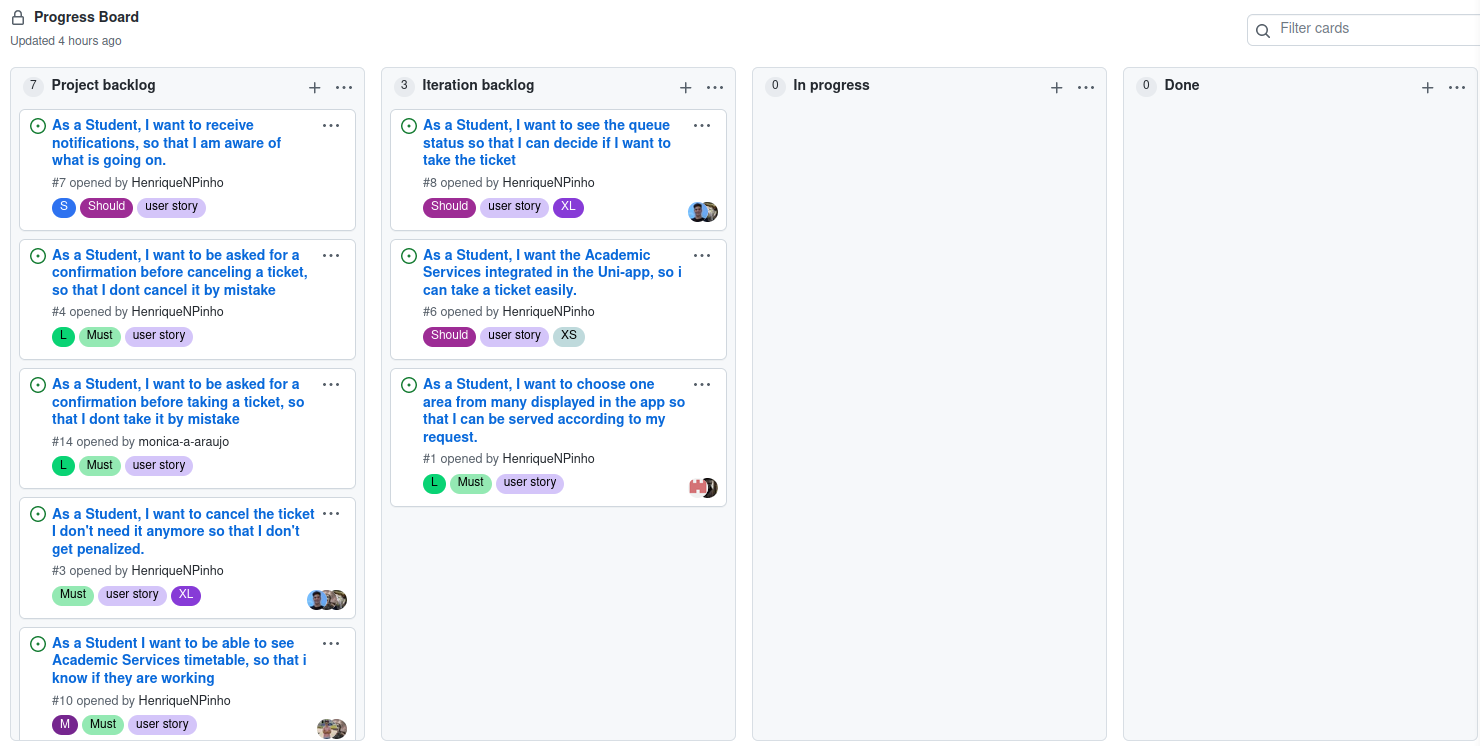 Progress Board
Updated 4 hours ago
Filter cards
7 Project backlog
As a Student, I want to receive
notifications, so that I am aware of
what is going on.
#7 opened by HenriqueNPinho
S Should user story
As a Student, I want to be asked for a
confirmation before canceling a ticket,
so that I dont cancel it by mistake
#4 opened by HenriqueNPinho
L Must user story
As a Student, I want to be asked for a
confirmation before taking a ticket, so
that I dont take it by mistake
#14 opened by monica-a-araujo
L Must user story
As a Student, I want to cancel the ticket
I don't need it anymore so that I don't
get penalized.
#3 opened by HenriqueNPinho
Must user story XL
As a Student I want to be able to see
Academic Services timetable, so that i
know if they are working
#10 opened by HenriqueNPinho
M Must user story
3 Iteration backlog
As a Student, I want to see the queue
status so that I can decide if I want to
take the ticket
#8 opened by HenriqueNPinho
Should user story XL
As a Student, I want the Academic
Services integrated in the Uni-app, so i
can take a ticket easily.
#6 opened by HenriqueNPinho
Should user story XS
As a Student, I want to choose one
area from many displayed in the app so
that I can be served according to my
request.
#1 opened by HenriqueNPinho
L Must user story
0 In progress
0 Done